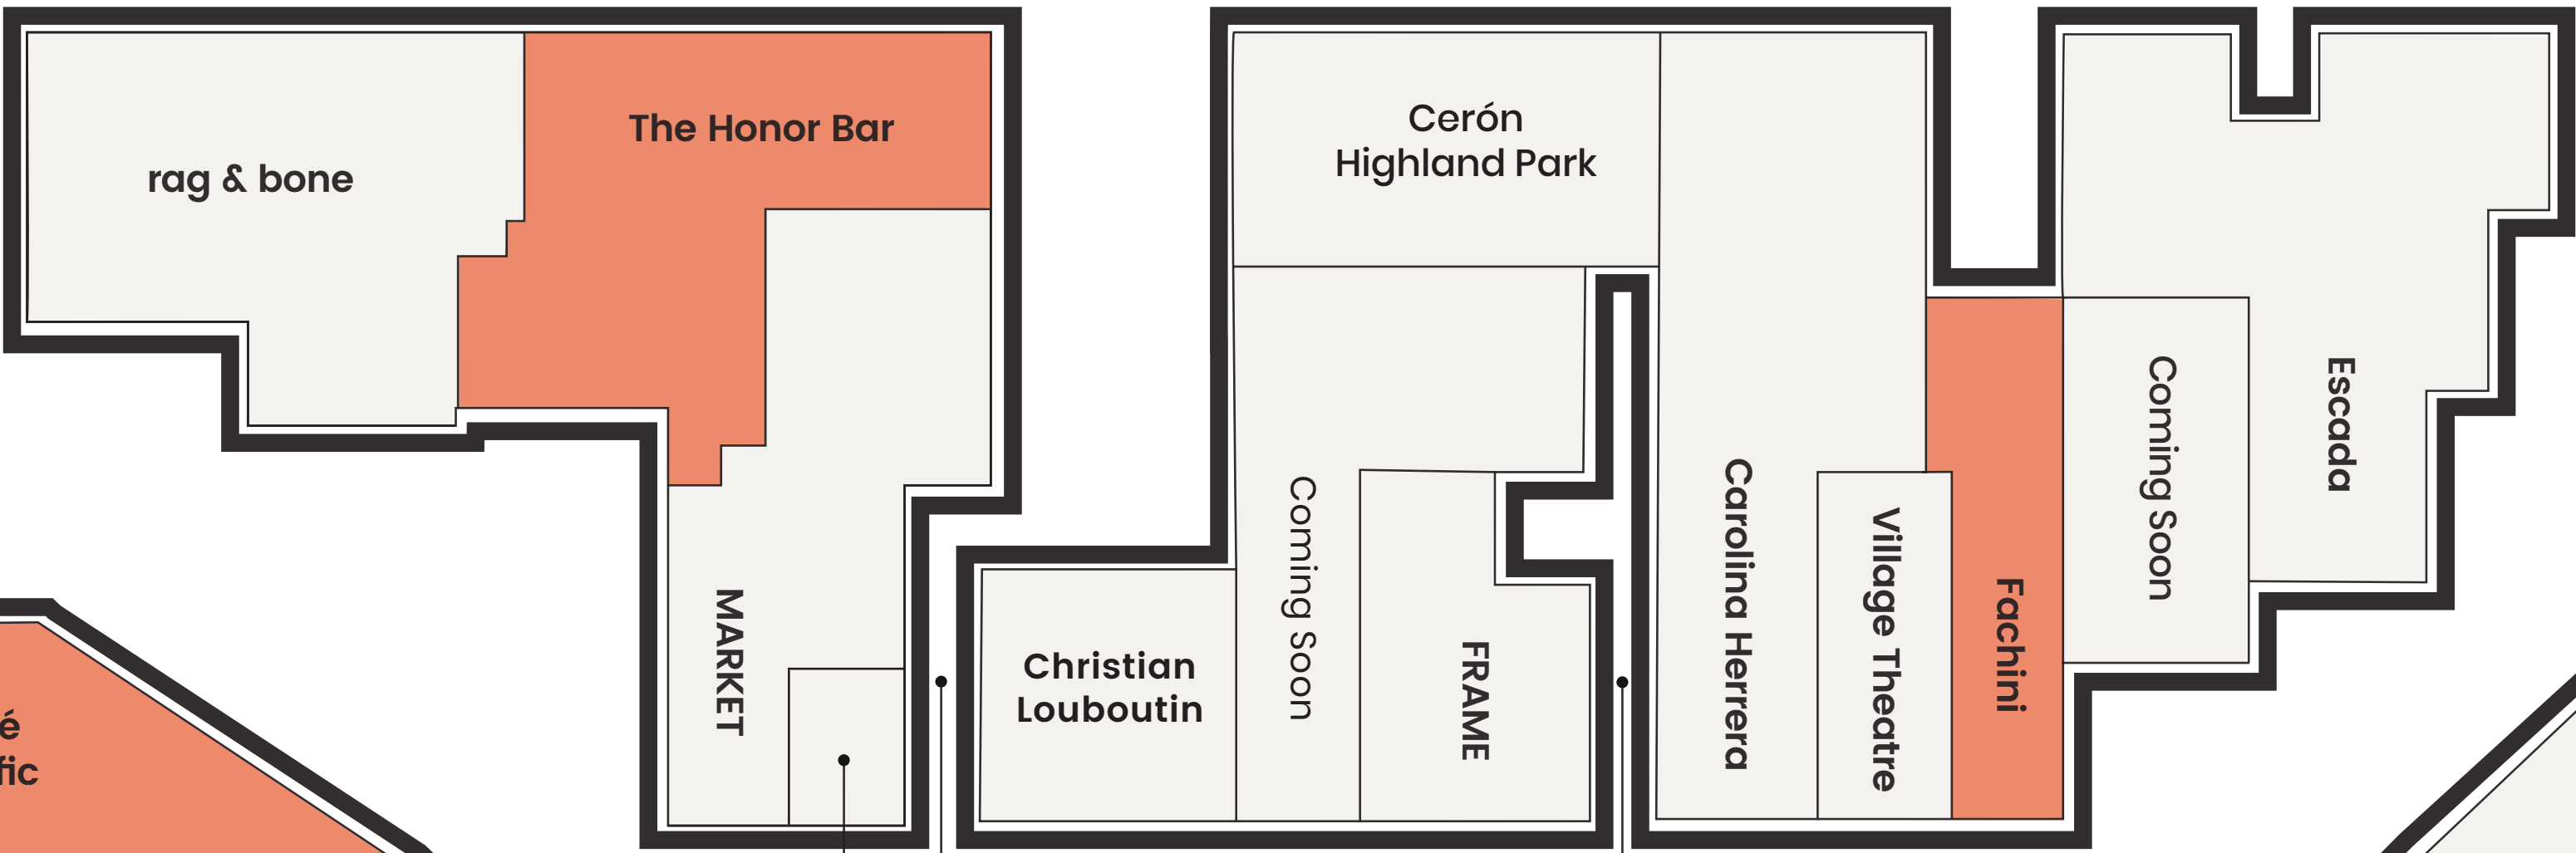 rag & bone
The Honor Bar
MARKET
Christian
Louboutin
Cerón
Highland Park
Coming Soon
FRAME
Carolina Herrera
Village Theatre
Fachini
Coming Soon
Escada
é
fic